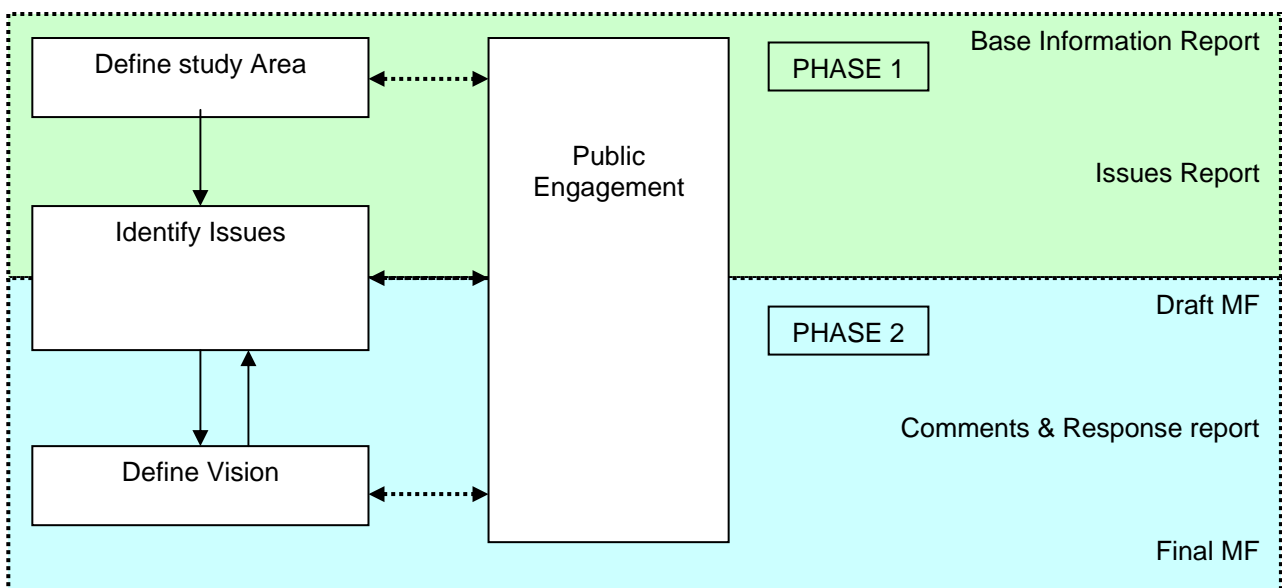 Define study Area
PHASE 1
Base Information Report
Public
Engagement
Issues Report
Identify Issues
Draft MF
PHASE 2
Comments & Response report
Define Vision
Final MF